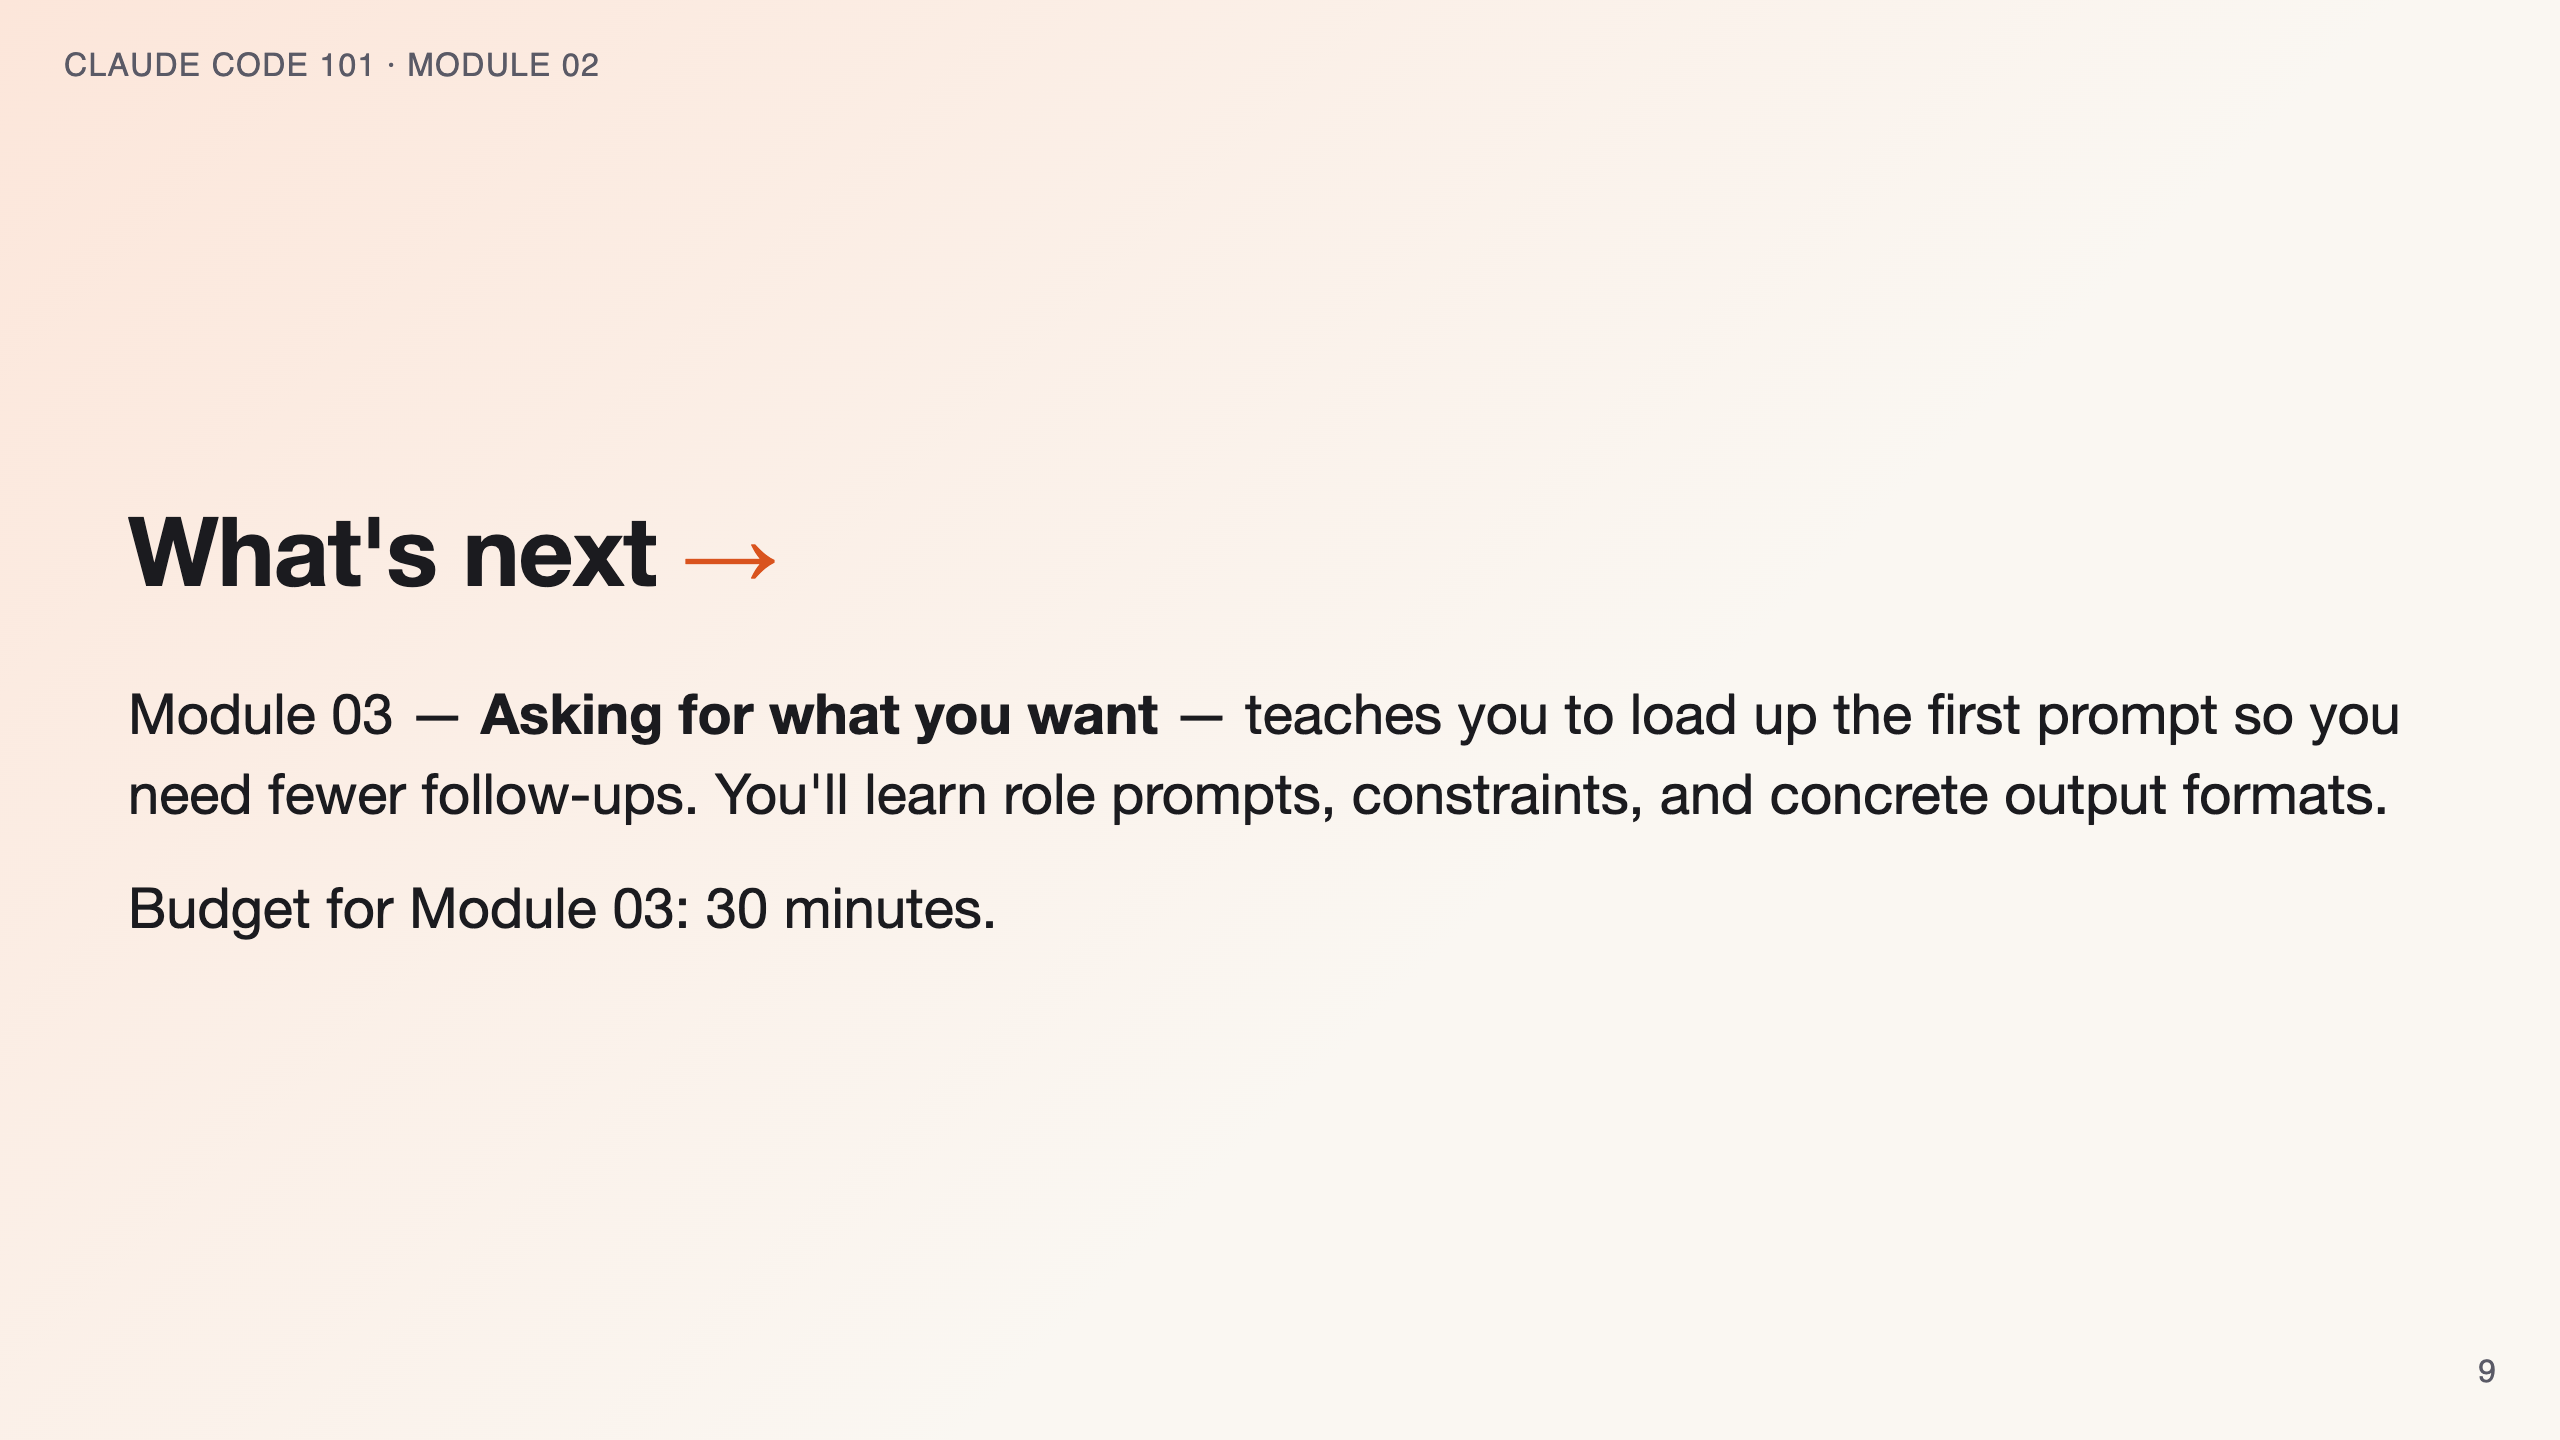 CLAUDE CODE 101 · MODULE 02
What's next →
Module 03 — Asking for what you want — teaches you to load up the first prompt so you
need fewer follow-ups. You'll learn role prompts, constraints, and concrete output formats.
Budget for Module 03: 30 minutes.
9